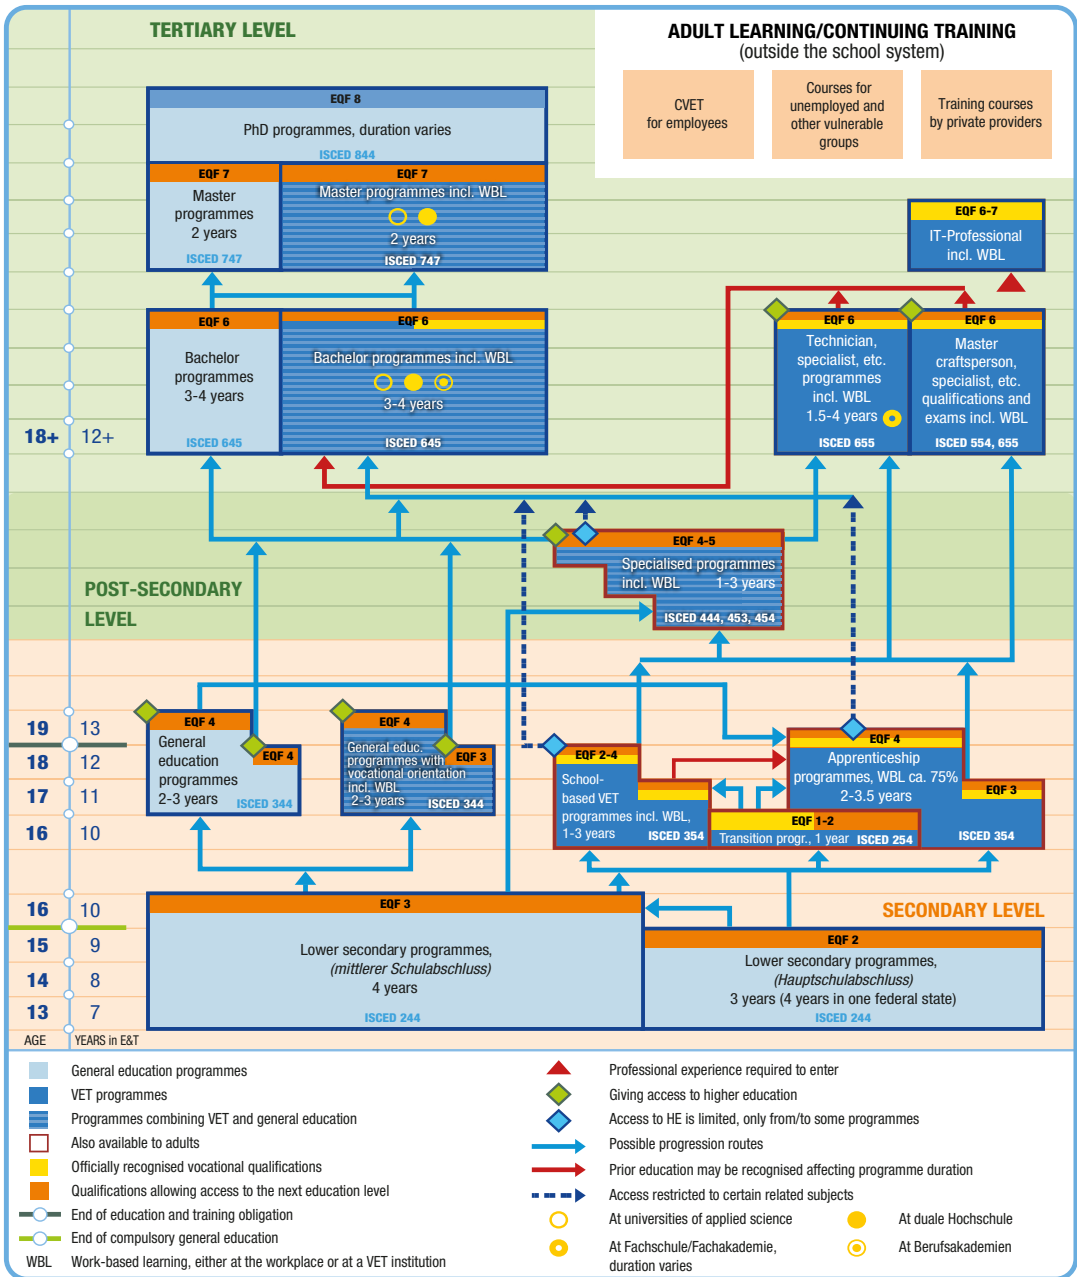 TERTIARY LEVEL
ADULT LEARNING/CONTINUING TRAINING
(outside the school system)
CVET
for employees
Courses for
unemployed and
other vulnerable
groups
Training courses
by private providers
EQF 8
PhD programmes, duration varies
ISCED 844
EQF 7
Master
programmes
2 years
ISCED 747
EQF 7
Master programmes incl. WBL
2 years
ISCED 747
EQF 6-7
IT-Professional
incl. WBL
EQF 6
Bachelor
programmes
3-4 years
ISCED 645
EQF 6
Bachelor programmes incl. WBL
3-4 years
ISCED 645
EQF 6
Technician,
specialist, etc.
programmes
incl. WBL
1.5-4 years
ISCED 655
EQF 6
Master
craftsperson,
specialist, etc.
qualifications and
exams incl. WBL
ISCED 554, 655
18+ 12+
POST-SECONDARY
LEVEL
EQF 4-5
Specialised programmes
incl. WBL 1-3 years
ISCED 444, 453, 454
19 13
18 12
17 11
16 10
EQF 4
General
education
programmes
2-3 years
EQF 4
ISCED 344
EQF 4
General educ.
programmes with
vocational orientation
incl. WBL
2-3 years
EQF 3
ISCED 344
EQF 2-4
School-
based VET
programmes incl. WBL,
1-3 years
ISCED 354
EQF 4
Apprenticeship
programmes, WBL ca. 75%
2-3.5 years
EQF 3
ISCED 354
EQF 1-2
Transition progr., 1 year ISCED 254
SECONDARY LEVEL
16 10
15 9
14 8
13 7
AGE YEARS in E&T
EQF 3
Lower secondary programmes,
(mittlerer Schulabschluss)
4 years
ISCED 244
EQF 2
Lower secondary programmes,
(Hauptschulabschluss)
3 years (4 years in one federal state)
ISCED 244
General education programmes
VET programmes
Programmes combining VET and general education
Also available to adults
Officially recognised vocational qualifications
Qualifications allowing access to the next education level
End of education and training obligation
End of compulsory general education
WBL Work-based learning, either at the workplace or at a VET institution
Professional experience required to enter
Giving access to higher education
Access to HE is limited, only from/to some programmes
Possible progression routes
Prior education may be recognised affecting programme duration
Access restricted to certain related subjects
At universities of applied science
At duale Hochschule
At Fachschule/Fachakademie,
duration varies
At Berufsakademien